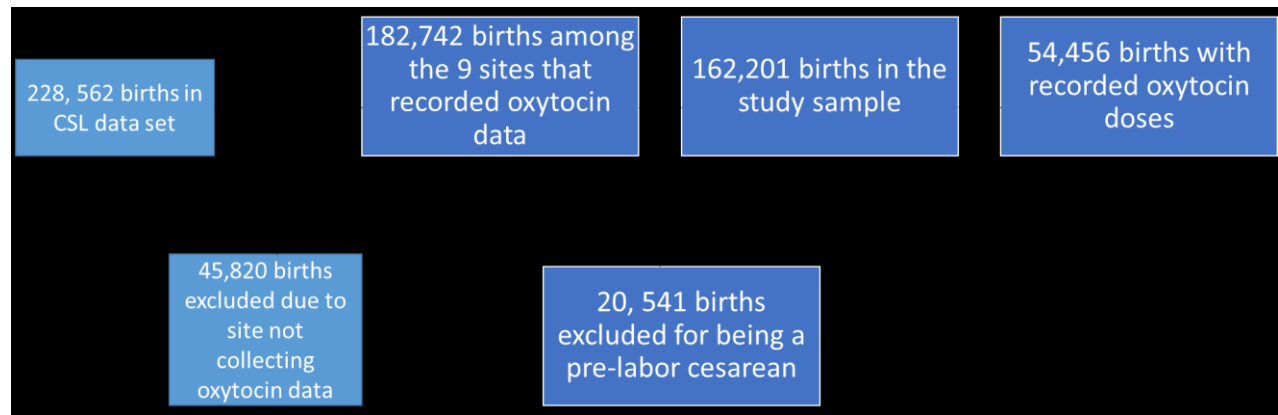 228, 562 births in
CSL data set
182,742 births among
the 9 sites that
recorded oxytocin
data
162,201 births in the
study sample
54,456 births with
recorded oxytocin
doses
45,820 births
excluded due to
site not
collecting
oxytocin data
20, 541 births
excluded for being a
pre-labor cesarean